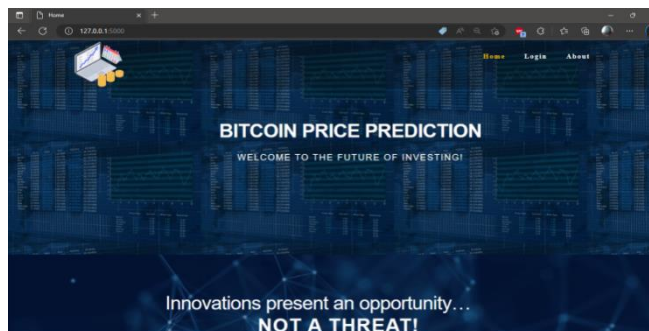 Home
127.0.0.1:5000
Home Login About
BITCOIN PRICE PREDICTION
WELCOME TO THE FUTURE OF INVESTING!
Innovations present an opportunity…
NOT A THREAT!